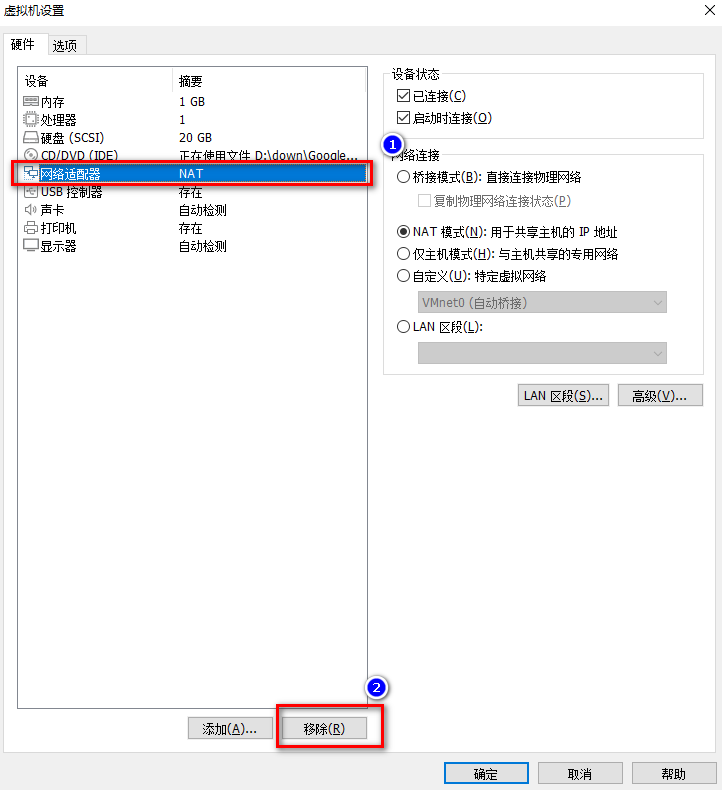 虚拟机设置
硬件 选项
设备 摘要
内存 1 GB
处理器 1
硬盘 (SCSI) 20 GB
CD/DVD (IDE) 正在使用文件 D:\down\Google...
网络适配器 NAT
USB 控制器 存在
声卡 自动检测
打印机 存在
显示器 自动检测
1
2
添加(A)... 移除(R)
设备状态
已连接(C)
启动时连接(O)
网络连接
桥接模式(B): 直接连接物理网络
复制物理网络连接状态(P)
NAT 模式(N): 用于共享主机的 IP 地址
仅主机模式(H): 与主机共享的专用网络
自定义(U): 特定虚拟网络
VMnet0 (自动桥接)
LAN 区段(L):
LAN 区段(S)... 高级(V)...
确定 取消 帮助